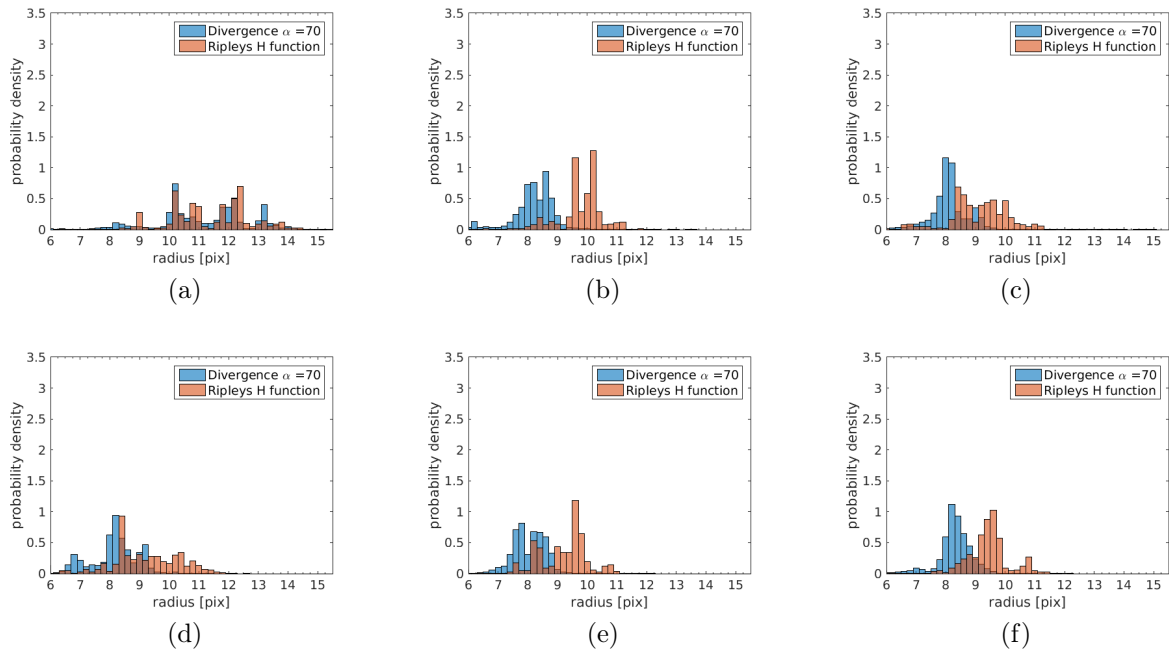 3.5
3
2.5
2
1.5
1
0.5
0
probability density
Divergence α =70
Ripleys H function
6 7 8 9 10 11 12 13 14 15
radius [pix]
(a)
3.5
3
2.5
2
1.5
1
0.5
0
probability density
Divergence α =70
Ripleys H function
6 7 8 9 10 11 12 13 14 15
radius [pix]
(b)
3.5
3
2.5
2
1.5
1
0.5
0
probability density
Divergence α =70
Ripleys H function
6 7 8 9 10 11 12 13 14 15
radius [pix]
(c)
3.5
3
2.5
2
1.5
1
0.5
0
probability density
Divergence α =70
Ripleys H function
6 7 8 9 10 11 12 13 14 15
radius [pix]
(d)
3.5
3
2.5
2
1.5
1
0.5
0
probability density
Divergence α =70
Ripleys H function
6 7 8 9 10 11 12 13 14 15
radius [pix]
(e)
3.5
3
2.5
2
1.5
1
0.5
0
probability density
Divergence α =70
Ripleys H function
6 7 8 9 10 11 12 13 14 15
radius [pix]
(f)